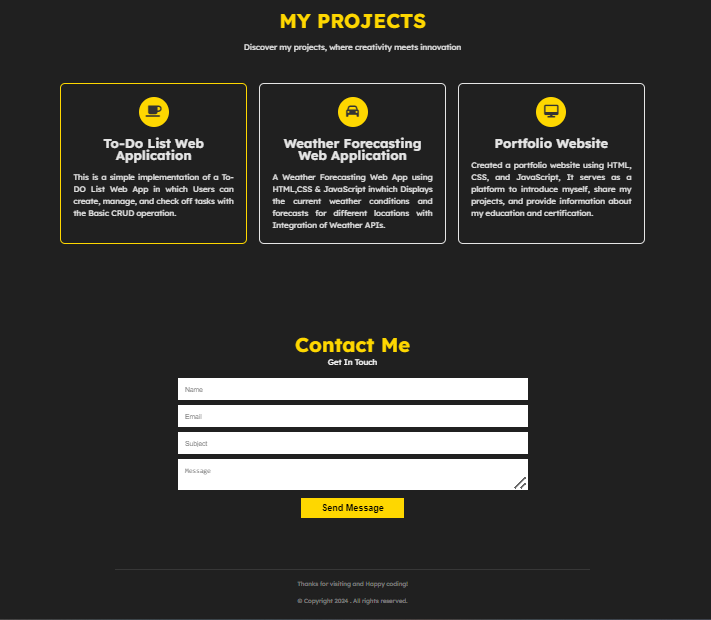 MY PROJECTS
Discover my projects, where creativity meets innovation
To-Do List Web
Application
This is a simple implementation of a To-
DO List Web App in which Users can
create, manage, and check off tasks with
the Basic CRUD operation.
Weather Forecasting
Web Application
A Weather Forecasting Web App using
HTML,CSS & JavaScript inwhich Displays
the current weather conditions and
forecasts for different locations with
Integration of Weather APIs.
Portfolio Website
Created a portfolio website using HTML,
CSS, and JavaScript, It serves as a
platform to introduce myself, share my
projects, and provide information about
my education and certification.
Contact Me
Get In Touch
Name
Email
Subject
Message
Send Message
Thanks for visiting and Happy coding!
© Copyright 2024 . All rights reserved.